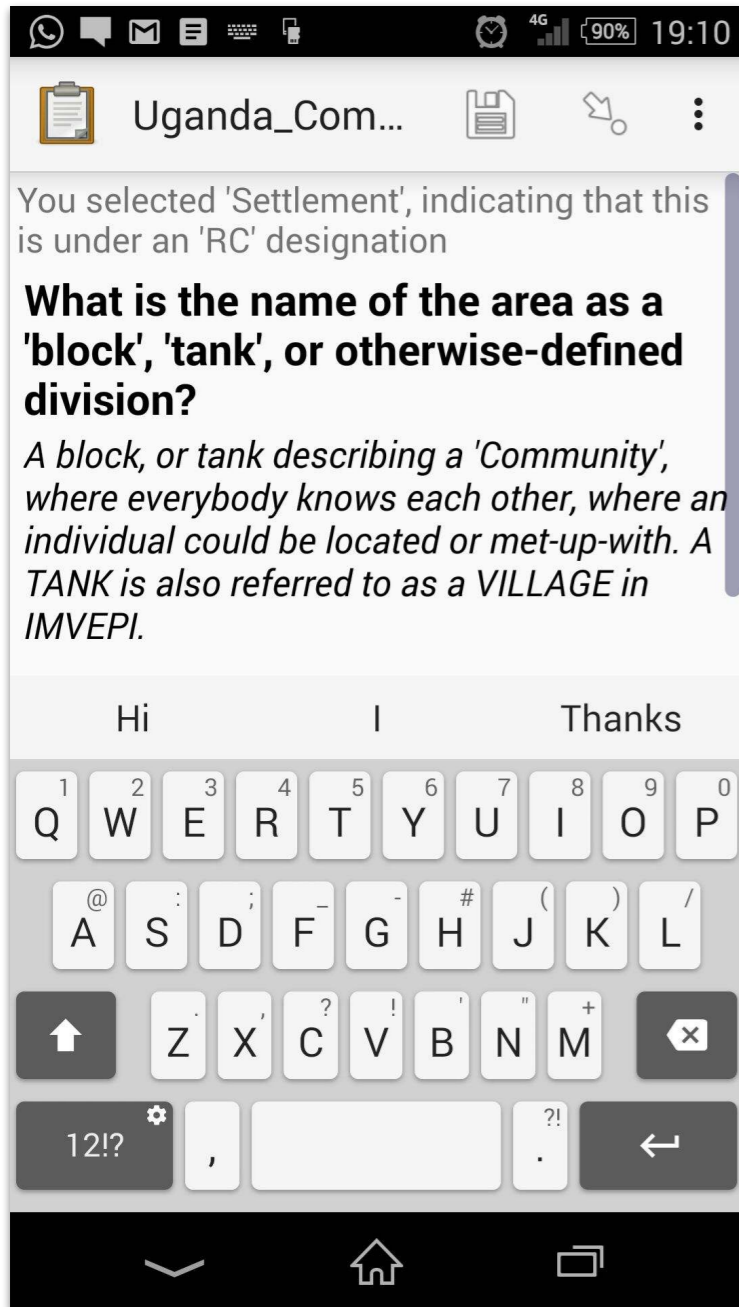 4G 90% 19:10
Uganda_Com...
You selected 'Settlement', indicating that this
is under an 'RC' designation
What is the name of the area as a
'block', 'tank', or otherwise-defined
division?
A block, or tank describing a 'Community',
where everybody knows each other, where an
individual could be located or met-up-with. A
TANK is also referred to as a VILLAGE in
IMVEPI.
Hi I Thanks
1 2 3 4 5 6 7 8 9 0
Q W E R T Y U I O P
@ : ; _ - # ( ) /
A S D F G H J K L
. , ? ! ' " +
Z X C V B N M
?!
12!? , .